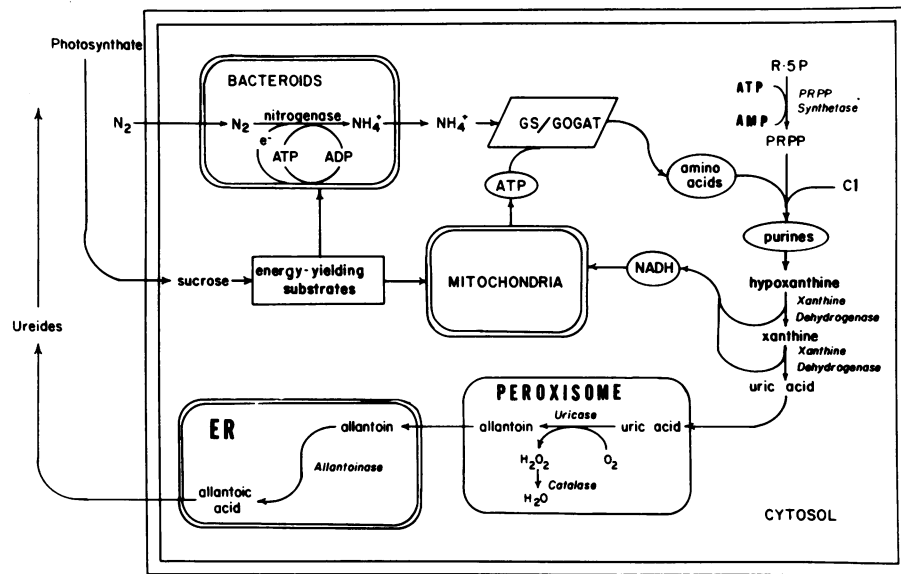 Photosynthate
BACTEROIDS
N2
N2
nitrogenase
NH4+
NH4+
e-
ATP
ADP
GS/GOGAT
ATP
R·5P
ATP
PRPP
Synthetase
AMP
PRPP
amino
acids
C1
purines
sucrose
energy-yielding
substrates
MITOCHONDRIA
NADH
hypoxanthine
Xanthine
Dehydrogenase
xanthine
Xanthine
Dehydrogenase
uric acid
Ureides
ER
allantoin
Allantoinase
allantoic
acid
PEROXISOME
Uricase
allantoin
uric acid
H2O2
O2
Catalase
H2O
CYTOSOL